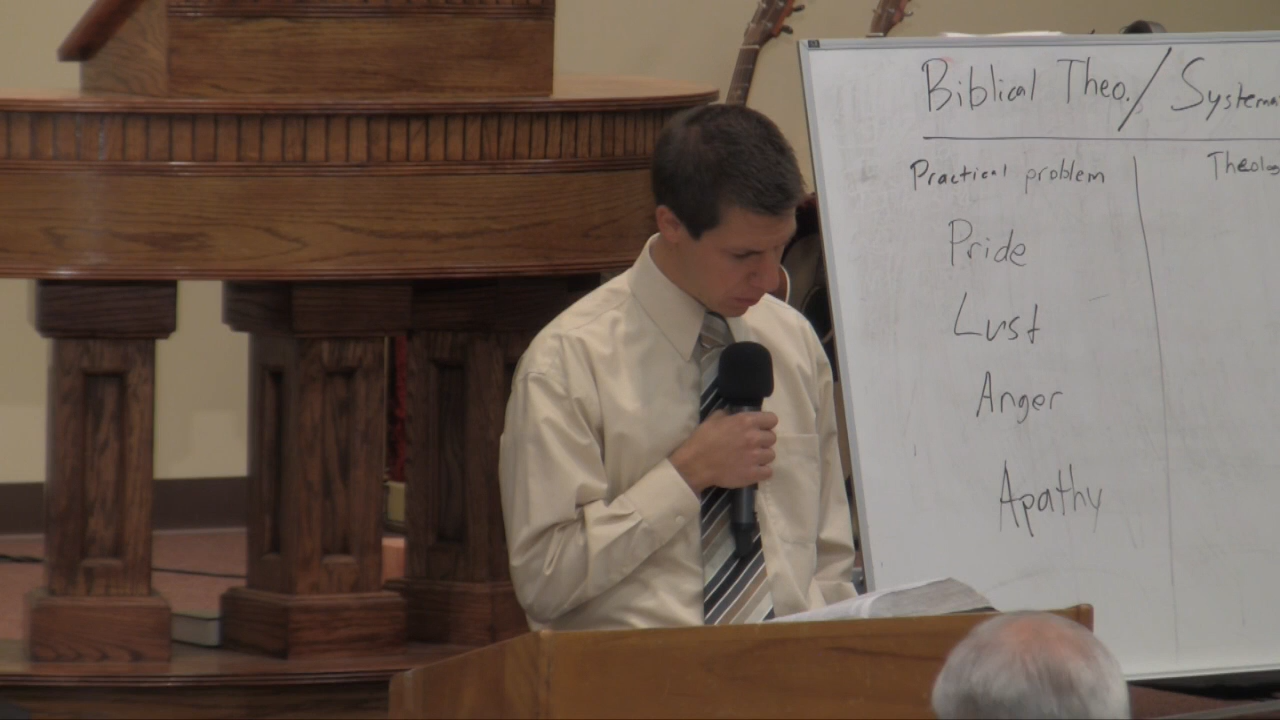 Biblical Theo./Systema
Practical problem Theolog
Pride
Lust
Anger
Apathy